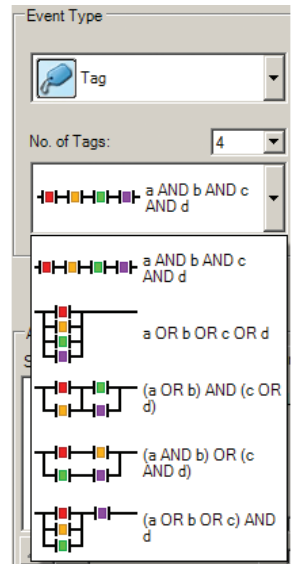 Event Type
Tag
No. of Tags:
4
a AND b AND c
AND d
a AND b AND c
AND d
a OR b OR c OR d
(a OR b) AND (c OR
d)
(a AND b) OR (c
AND d)
(a OR b OR c) AND
d